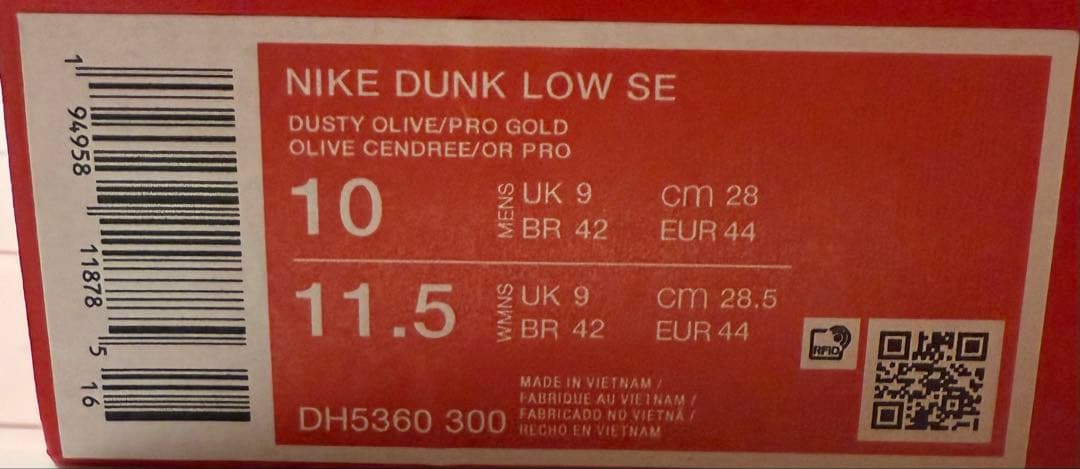 1 94958 11878 5 16
NIKE DUNK LOW SE
DUSTY OLIVE/PRO GOLD
OLIVE CENDREE/OR PRO
10 MENS UK 9 cm 28
BR 42 EUR 44
11.5 WMNS UK 9 cm 28.5
BR 42 EUR 44
RFID
MADE IN VIETNAM /
FABRIQUE AU VIETNAM /
FABRICADO NO VIETNÃ /
HECHO EN VIETNAM
DH5360 300